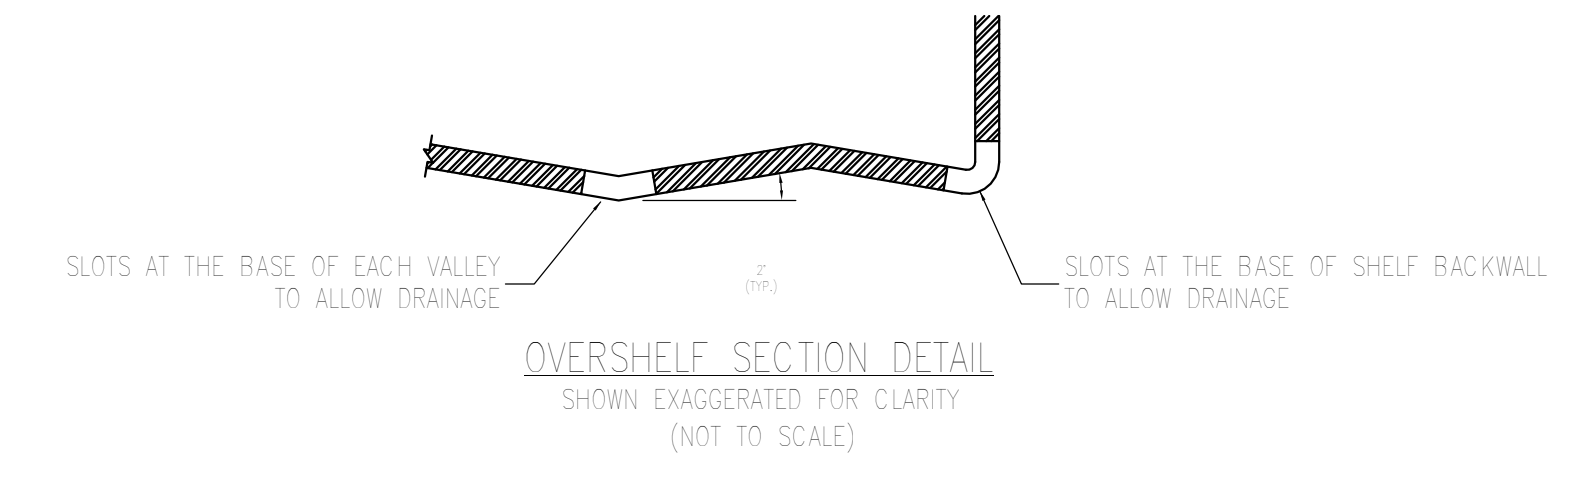 SLOTS AT THE BASE OF EACH VALLEY
TO ALLOW DRAINAGE
2°
(TYP.)
SLOTS AT THE BASE OF SHELF BACKWALL
TO ALLOW DRAINAGE
OVERSHELF SECTION DETAIL
SHOWN EXAGGERATED FOR CLARITY
(NOT TO SCALE)